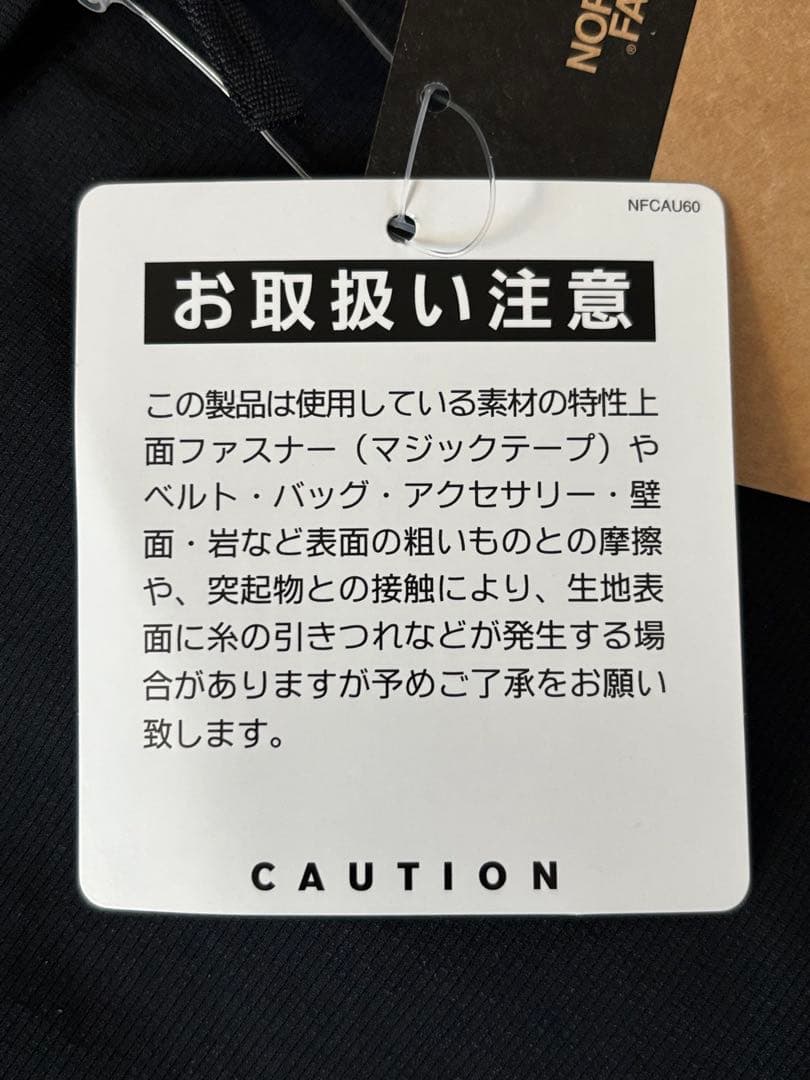 NOR
FA
®
NFCAU60
お取扱い注意
この製品は使用している素材の特性上
面ファスナー（マジックテープ）や
ベルト・バッグ・アクセサリー・壁
面・岩など表面の粗いものとの摩擦
や、突起物との接触により、生地表
面に糸の引きつれなどが発生する場
合がありますが予めご了承をお願い
致します。
CAUTION